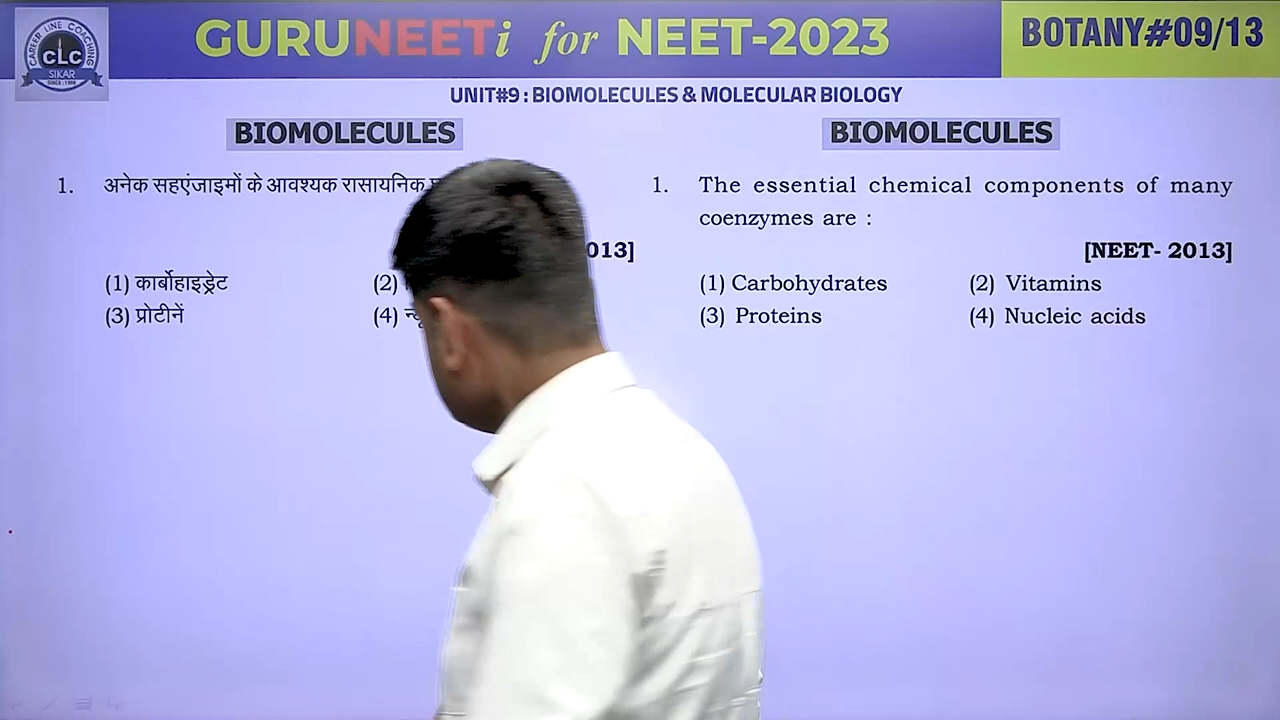 GURUNEETi for NEET-2023
BOTANY#09/13
CAREER LINE COACHING
CLC
SIKAR
SINCE : 1996
UNIT#9 : BIOMOLECULES & MOLECULAR BIOLOGY
BIOMOLECULES
1. अनेक सहएंजाइमों के आवश्यक रासायनिक
013]
(1) कार्बोहाइड्रेट (2)
(3) प्रोटीनें (4)
BIOMOLECULES
1. The essential chemical components of many
coenzymes are :
[NEET- 2013]
(1) Carbohydrates (2) Vitamins
(3) Proteins (4) Nucleic acids